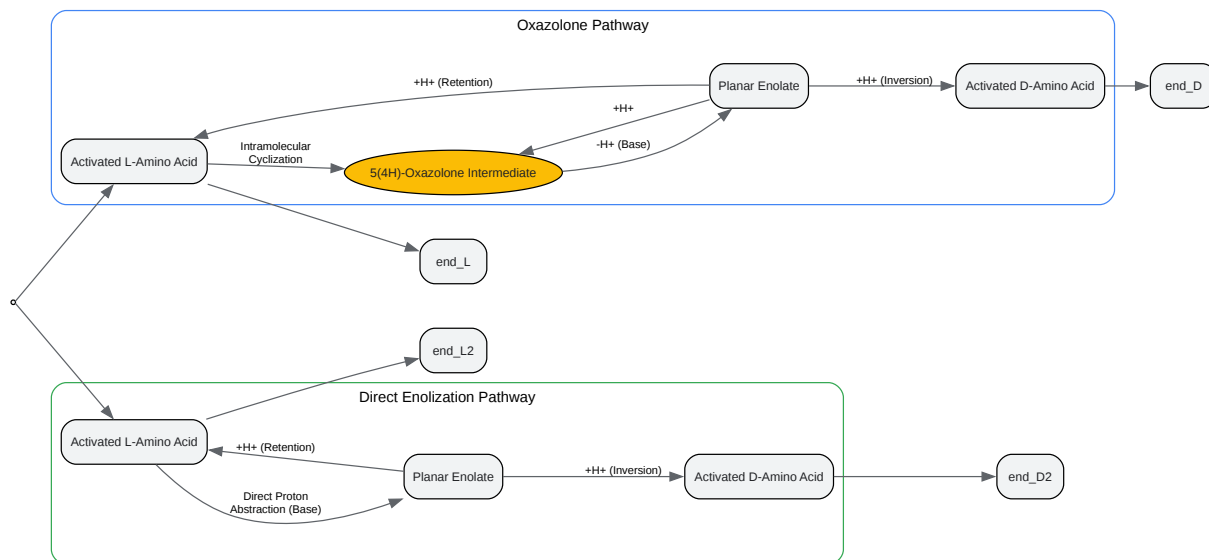 Oxazolone Pathway
+H+ (Retention)
Planar Enolate
+H+ (Inversion)
Activated D-Amino Acid
end_D
+H+
-H+ (Base)
Activated L-Amino Acid
Intramolecular
Cyclization
5(4H)-Oxazolone Intermediate
end_L
end_L2
Direct Enolization Pathway
Activated L-Amino Acid
+H+ (Retention)
Planar Enolate
+H+ (Inversion)
Activated D-Amino Acid
end_D2
Direct Proton
Abstraction (Base)